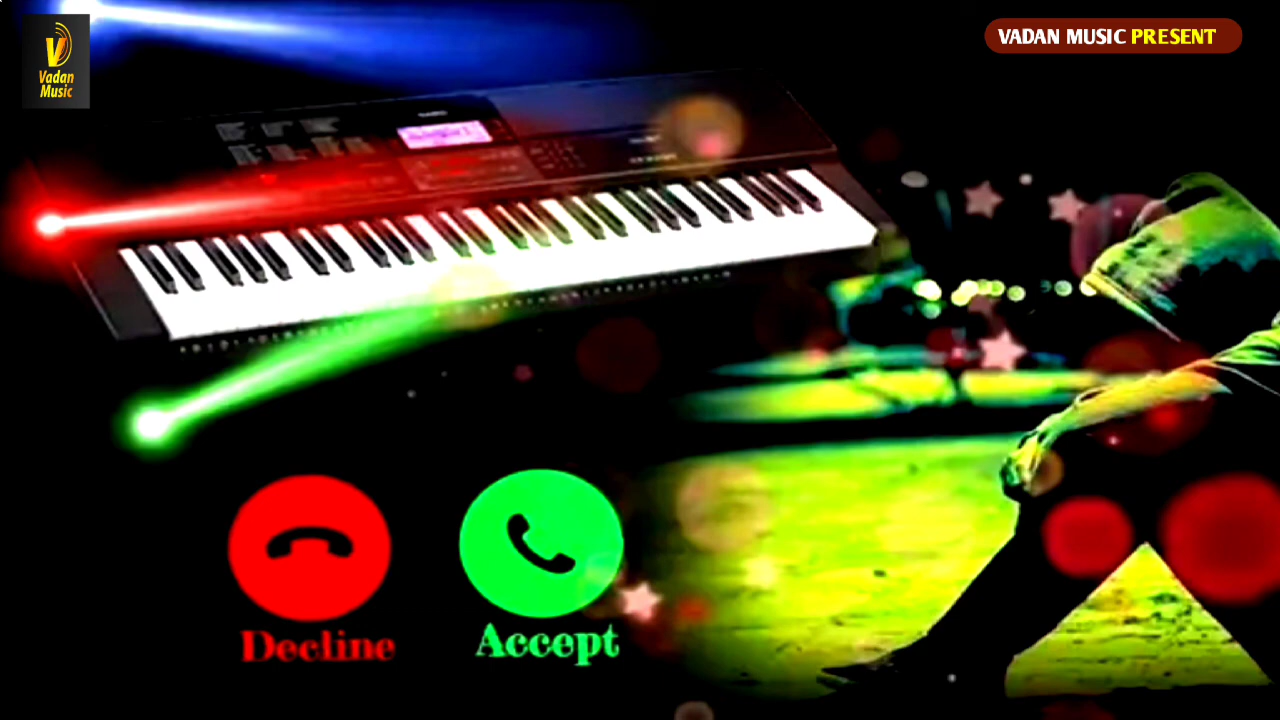 Vadan
Music
VADAN MUSIC PRESENT
Decline
Accept